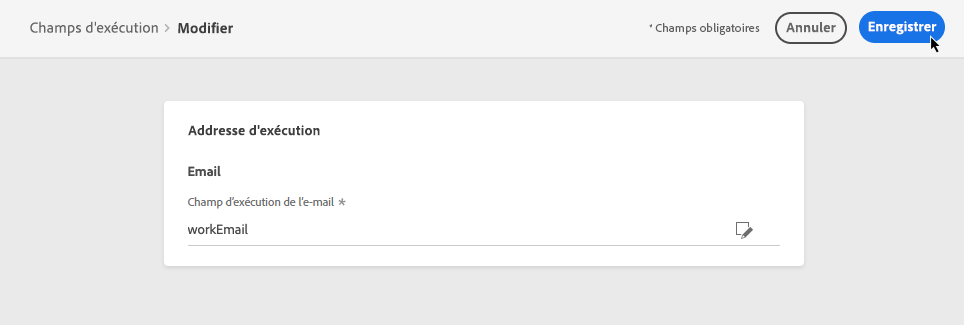 Champs d'exécution > Modifier
* Champs obligatoires
Annuler
Enregistrer
Addresse d'exécution
Email
Champ d'exécution de l'e-mail *
workEmail